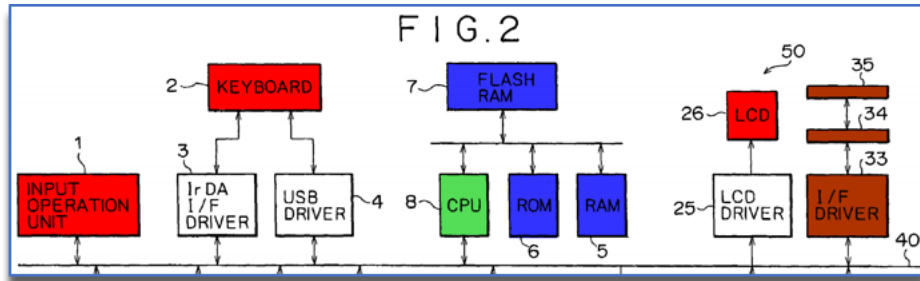 FIG.2
50
35
2
KEYBOARD
7
FLASH
RAM
26
LCD
34
1
3
33
INPUT
OPERATION
UNIT
IrDA
I/F
DRIVER
USB
DRIVER
4
8
CPU
ROM
RAM
6
5
25
LCD
DRIVER
I/F
DRIVER
40